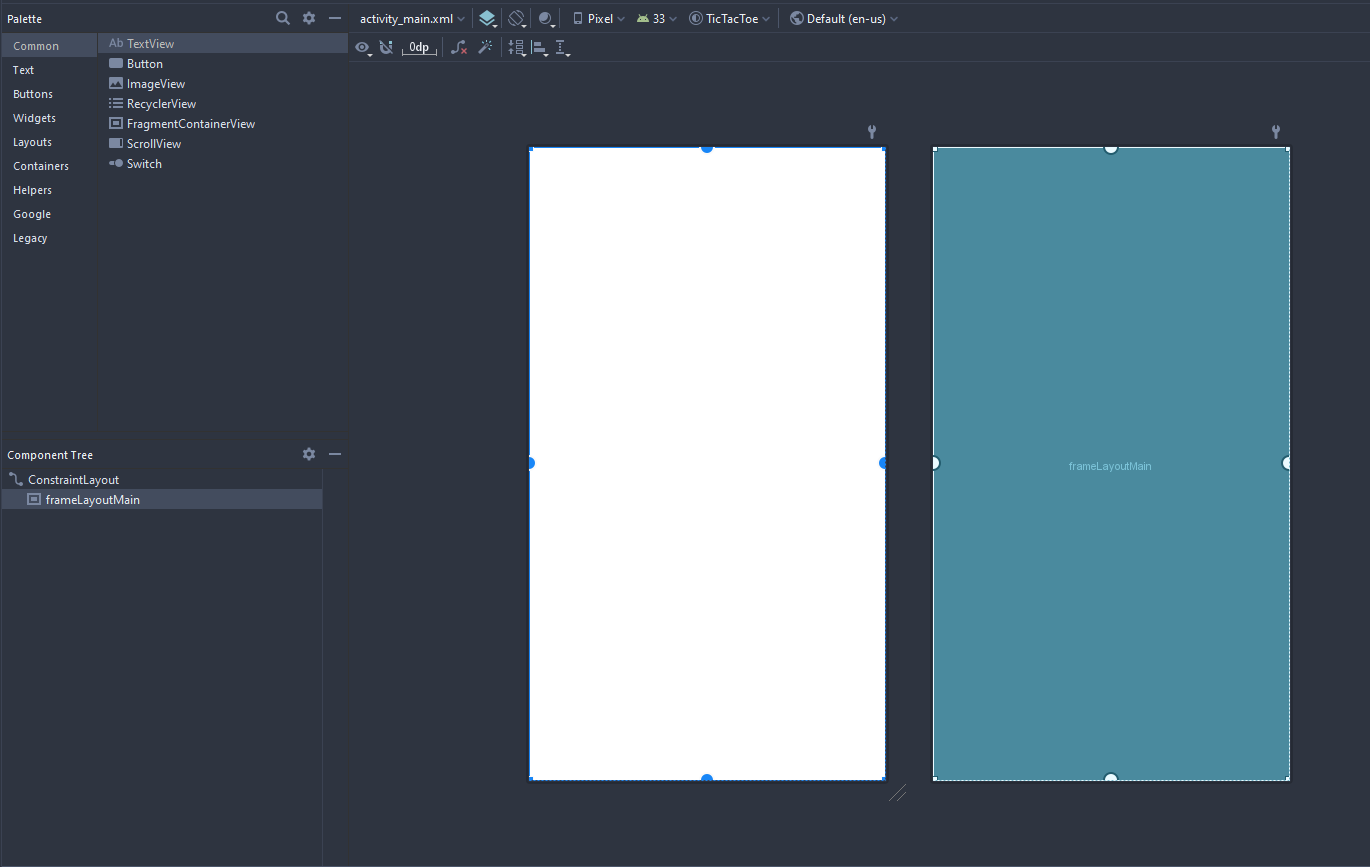 Palette
Common
Text
Buttons
Widgets
Layouts
Containers
Helpers
Google
Legacy
Ab TextView
Button
ImageView
RecyclerView
FragmentContainerView
ScrollView
Switch
Component Tree
ConstraintLayout
frameLayoutMain
activity_main.xml
Pixel
33
TicTacToe
Default (en-us)
0dp
frameLayoutMain